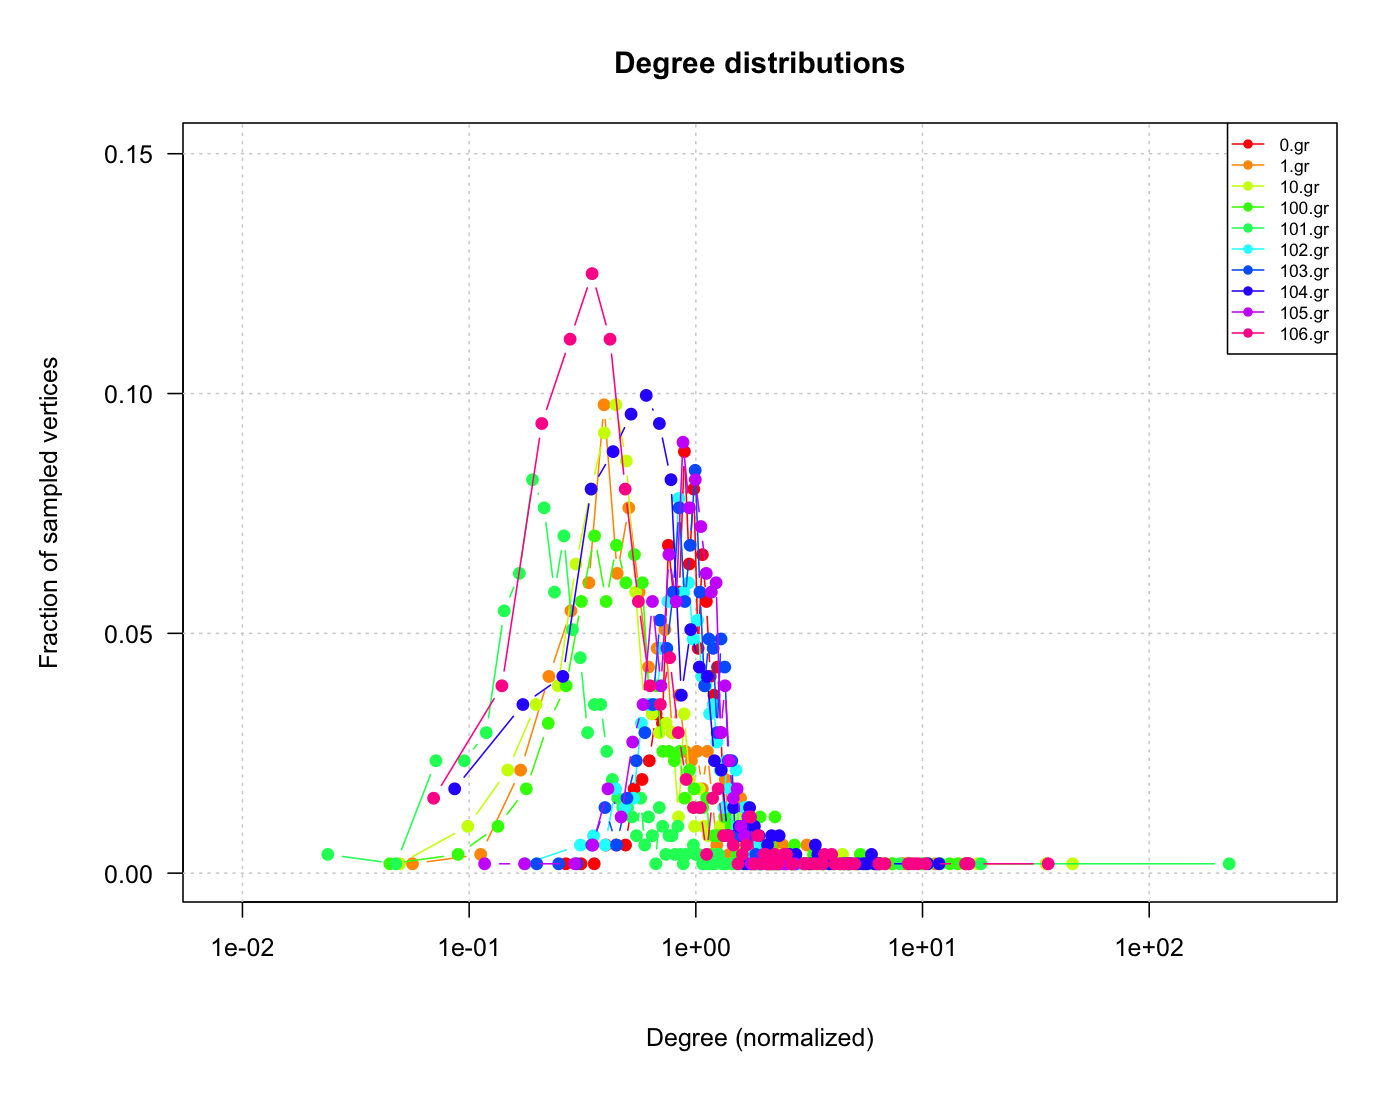 Degree distributions
0.15
0.10
0.05
0.00
Fraction of sampled vertices
1e-02 1e-01 1e+00 1e+01 1e+02
Degree (normalized)
0.gr
1.gr
10.gr
100.gr
101.gr
102.gr
103.gr
104.gr
105.gr
106.gr